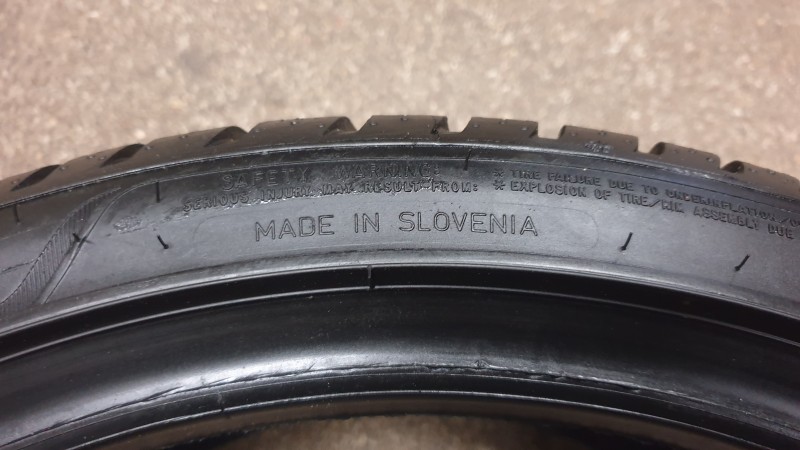 SAFETY WARNING!
SERIOUS INJURY MAY RESULT FROM:
* TIRE FAILURE DUE TO UNDERINFLATION /
* EXPLOSION OF TIRE/RIM ASSEMBLY DUE
MADE IN SLOVENIA